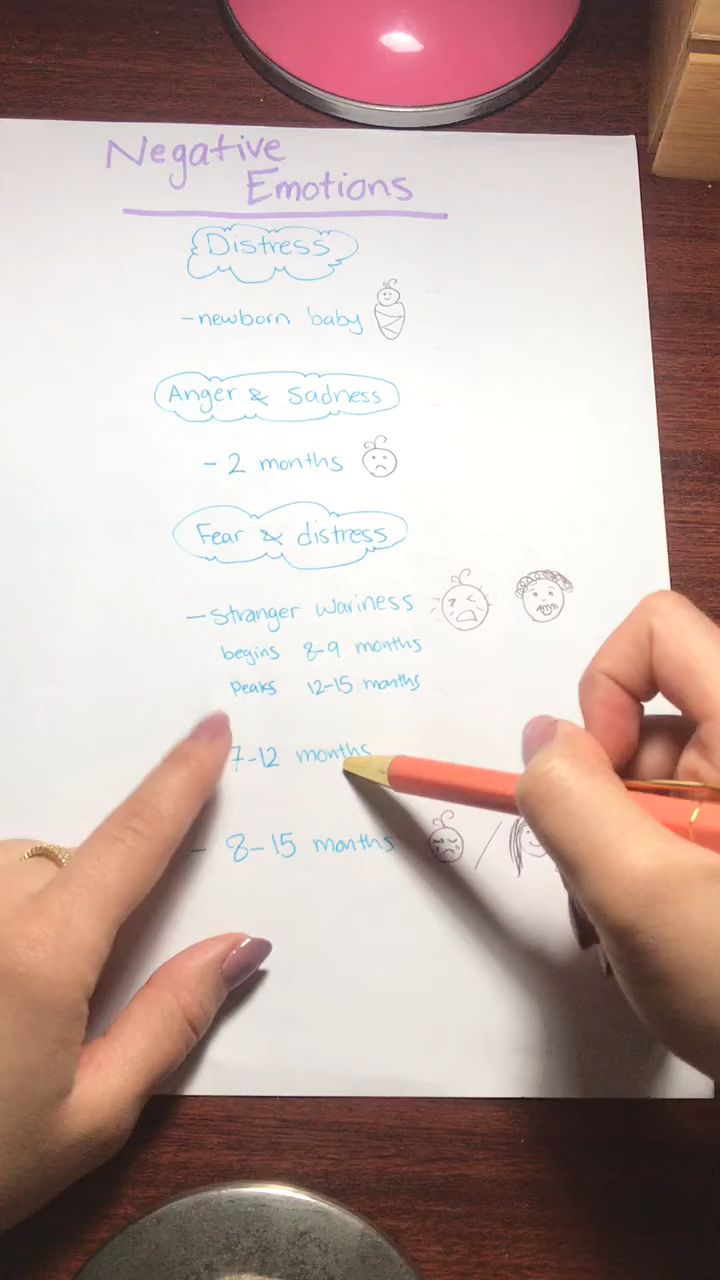 Negative
Emotions
Distress
- newborn baby
Anger & Sadness
- 2 months
Fear & distress
- Stranger Wariness
begins 8-9 months
Peaks 12-15 months
7-12 months
- 8-15 months